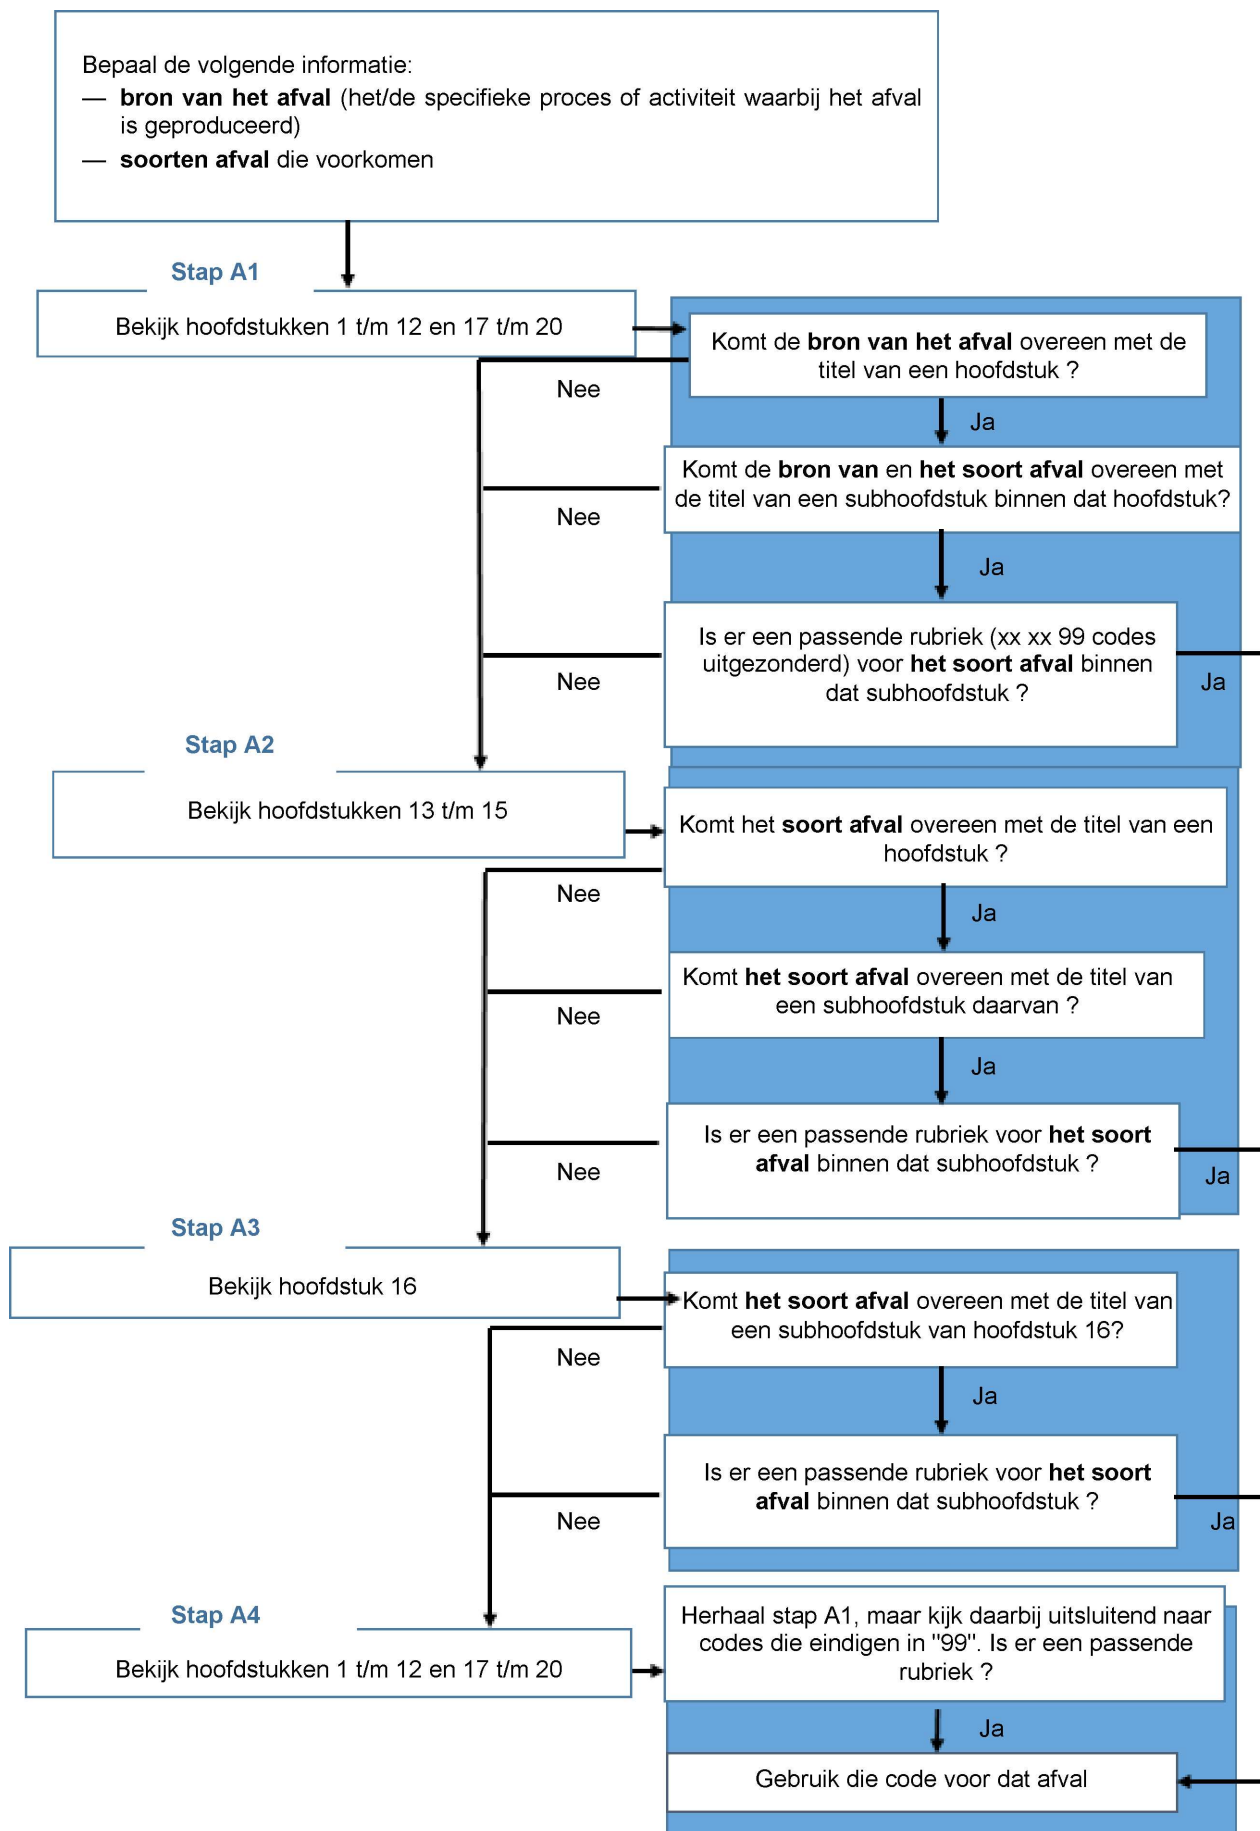 Bepaal de volgende informatie:
— bron van het afval (het/de specifieke proces of activiteit waarbij het afval
is geproduceerd)
— soorten afval die voorkomen
Stap A1
Bekijk hoofdstukken 1 t/m 12 en 17 t/m 20
Komt de bron van het afval overeen met de
titel van een hoofdstuk ?
Nee
Ja
Komt de bron van en het soort afval overeen met
de titel van een subhoofdstuk binnen dat hoofdstuk?
Nee
Ja
Is er een passende rubriek (xx xx 99 codes
uitgezonderd) voor het soort afval binnen
dat subhoofdstuk ?
Nee
Ja
Stap A2
Bekijk hoofdstukken 13 t/m 15
Komt het soort afval overeen met de titel van een
hoofdstuk ?
Nee
Ja
Komt het soort afval overeen met de titel van
een subhoofdstuk daarvan ?
Nee
Ja
Is er een passende rubriek voor het soort
afval binnen dat subhoofdstuk ?
Nee
Ja
Stap A3
Bekijk hoofdstuk 16
Komt het soort afval overeen met de titel van
een subhoofdstuk van hoofdstuk 16?
Nee
Ja
Is er een passende rubriek voor het soort
afval binnen dat subhoofdstuk ?
Nee
Ja
Stap A4
Bekijk hoofdstukken 1 t/m 12 en 17 t/m 20
Herhaal stap A1, maar kijk daarbij uitsluitend naar
codes die eindigen in "99". Is er een passende
rubriek ?
Ja
Gebruik die code voor dat afval